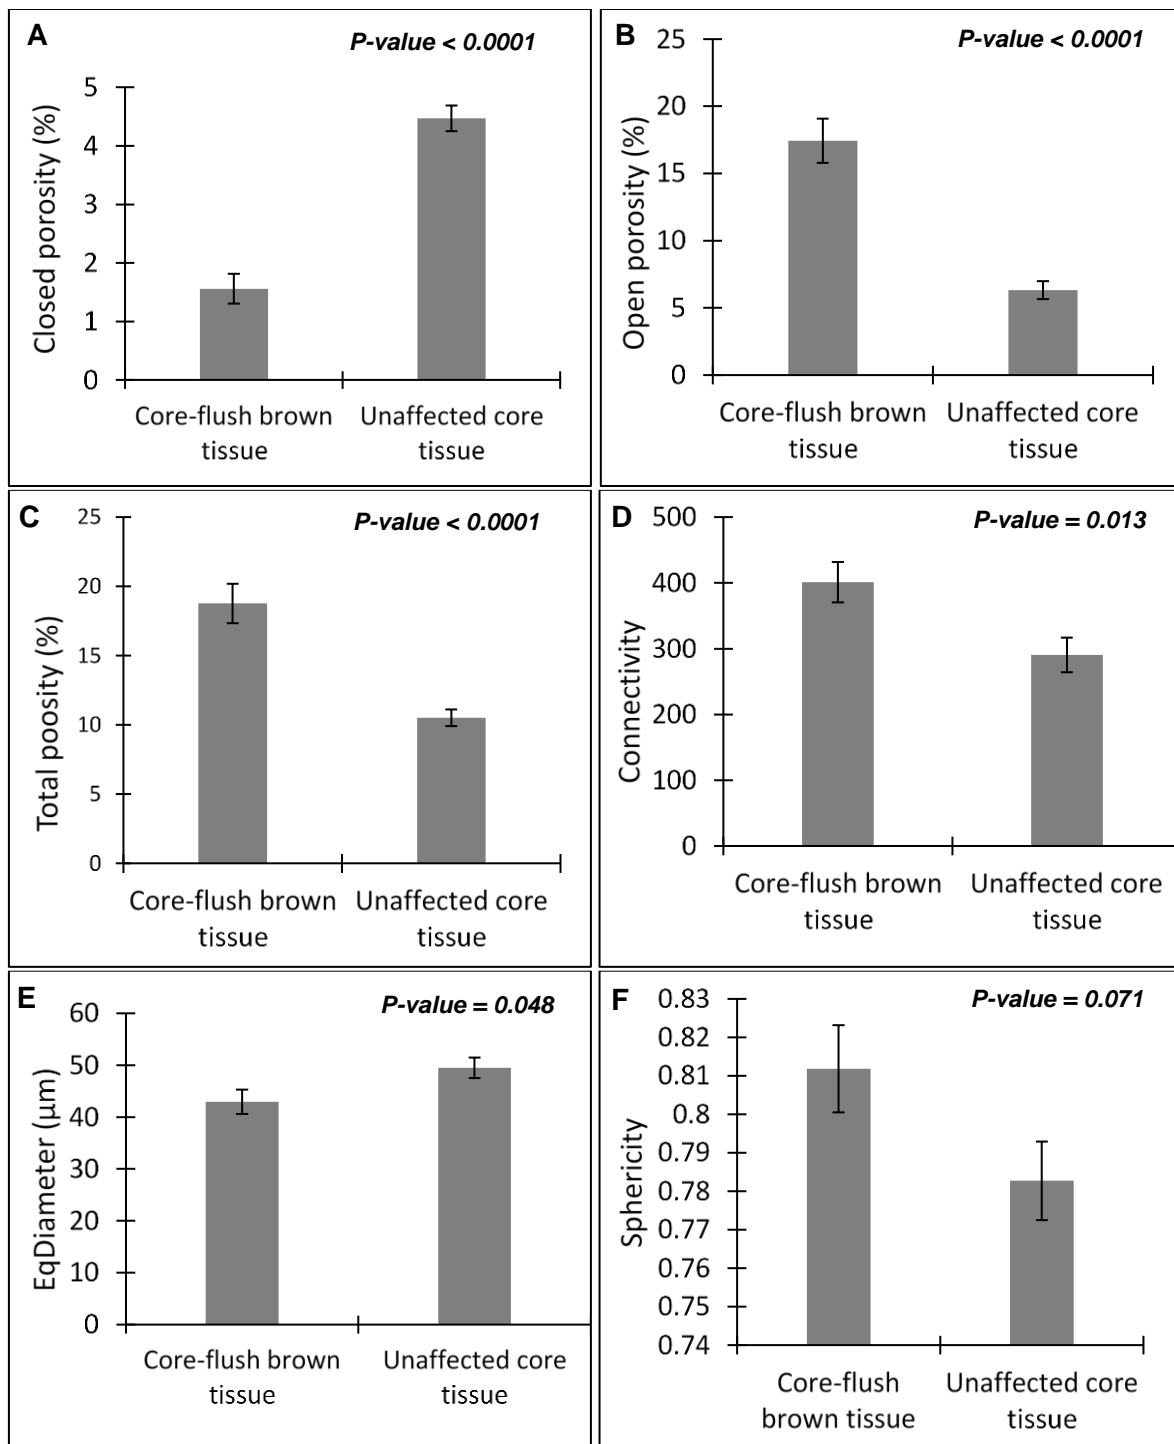 A
P-value < 0.0001
Closed porosity (%)
5
4
3
2
1
0
Core-flush brown
tissue
Unaffected core
tissue
B
P-value < 0.0001
Open porosity (%)
25
20
15
10
5
0
Core-flush brown
tissue
Unaffected core
tissue
C
P-value < 0.0001
Total poosity (%)
25
20
15
10
5
0
Core-flush brown
tissue
Unaffected core
tissue
D
P-value = 0.013
Connectivity
500
400
300
200
100
0
Core-flush brown
tissue
Unaffected core
tissue
E
P-value = 0.048
EqDiameter (µm)
60
50
40
30
20
10
0
Core-flush brown
tissue
Unaffected core
tissue
F
P-value = 0.071
Sphericity
0.83
0.82
0.81
0.8
0.79
0.78
0.77
0.76
0.75
0.74
Core-flush
brown tissue
Unaffected core
tissue